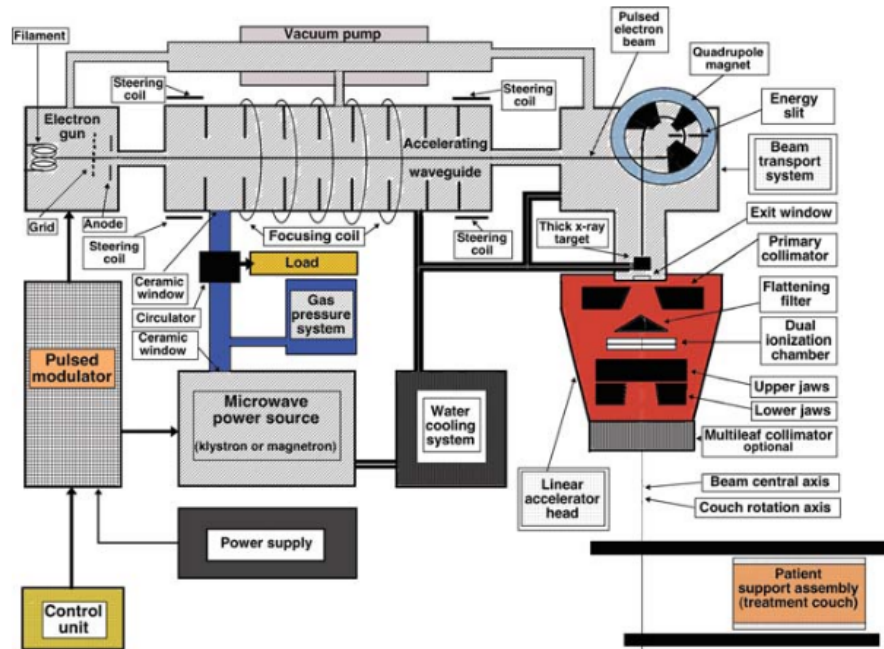 Filament
Vacuum pump
Pulsed
electron
beam
Quadrupole
magnet
Steering
coil
Steering
coil
Energy
slit
Electron
gun
Accelerating
waveguide
Beam
transport
system
Grid
Anode
Steering
coil
Focusing coil
Steering
coil
Thick x-ray
target
Exit window
Primary
collimator
Ceramic
window
Load
Circulator
Gas
pressure
system
Flattening
filter
Ceramic
window
Dual
ionization
chamber
Pulsed
modulator
Microwave
power source
(klystron or magnetron)
Water
cooling
system
Upper jaws
Lower jaws
Multileaf collimator
optional
Linear
accelerator
head
Beam central axis
Couch rotation axis
Power supply
Control
unit
Patient
support assembly
(treatment couch)